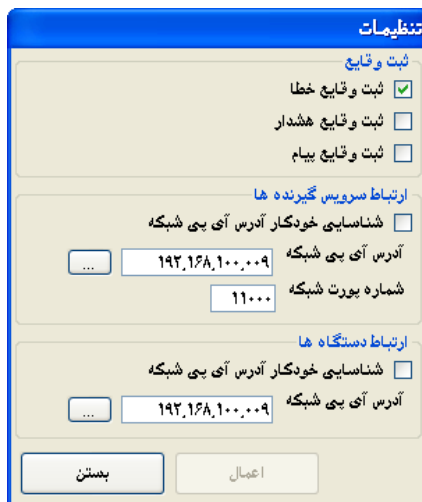 تنظیمات
ثبت وقایع
ثبت وقایع خطا
ثبت وقایع هشدار
ثبت وقایع پیام
ارتباط سرویس گیرنده ها
شناسایی خودکار آدرس آی پی شبکه
آدرس آی پی شبکه ۱۹۲,۱۶۸,۱۰۰,۰۰۹ ...
شماره پورت شبکه ۱۱۰۰۰
ارتباط دستگاه ها
شناسایی خودکار آدرس آی پی شبکه
آدرس آی پی شبکه ۱۹۲,۱۶۸,۱۰۰,۰۰۹ ...
اعمال بستن